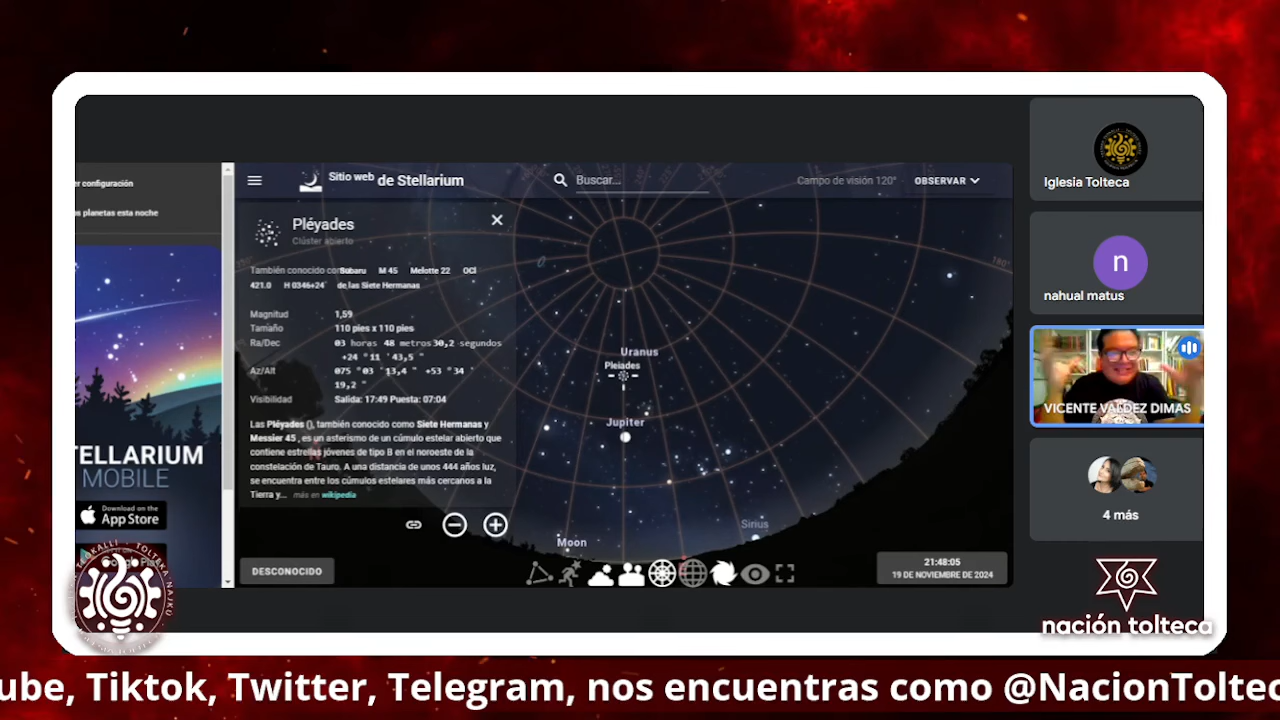 er configuración
s planetas esta noche
TELLARIUM
MOBILE
Download on the
App Store
Sitio web de Stellarium
Buscar...
Campo de visión 120°
OBSERVAR
Pléyades
Clúster abierto
También conocido com Subaru M 45 Melotte 22 OCl
421.0 H 0346+24 de las Siete Hermanas
Magnitud 1,59
Tamaño 110 pies x 110 pies
Ra/Dec 03 horas 48 metros 30,2 segundos
+24 ° 11 ' 43,5 "
Az/Alt 075 ° 03 ' 13,4 " +53 ° 34 '
19,2 "
Visibilidad Salida: 17:49 Puesta: 07:04
Las Pléyades (), también conocido como Siete Hermanas y
Messier 45 , es un asterismo de un cúmulo estelar abierto que
contiene estrellas jóvenes de tipo B en el noroeste de la
constelación de Tauro. A una distancia de unos 444 años luz,
se encuentra entre los cúmulos estelares más cercanos a la
Tierra y... más en wikipedia
DESCONOCIDO
180°
Uranus
Pleiades
Jupiter
Sirius
Moon
21:48:05
19 DE NOVIEMBRE DE 2024
Iglesia Tolteca
n
nahual matus
VICENTE VALDEZ DIMAS
4 más
nación tolteca
ube, Tiktok, Twitter, Telegram, nos encuentras como @NacionToltec